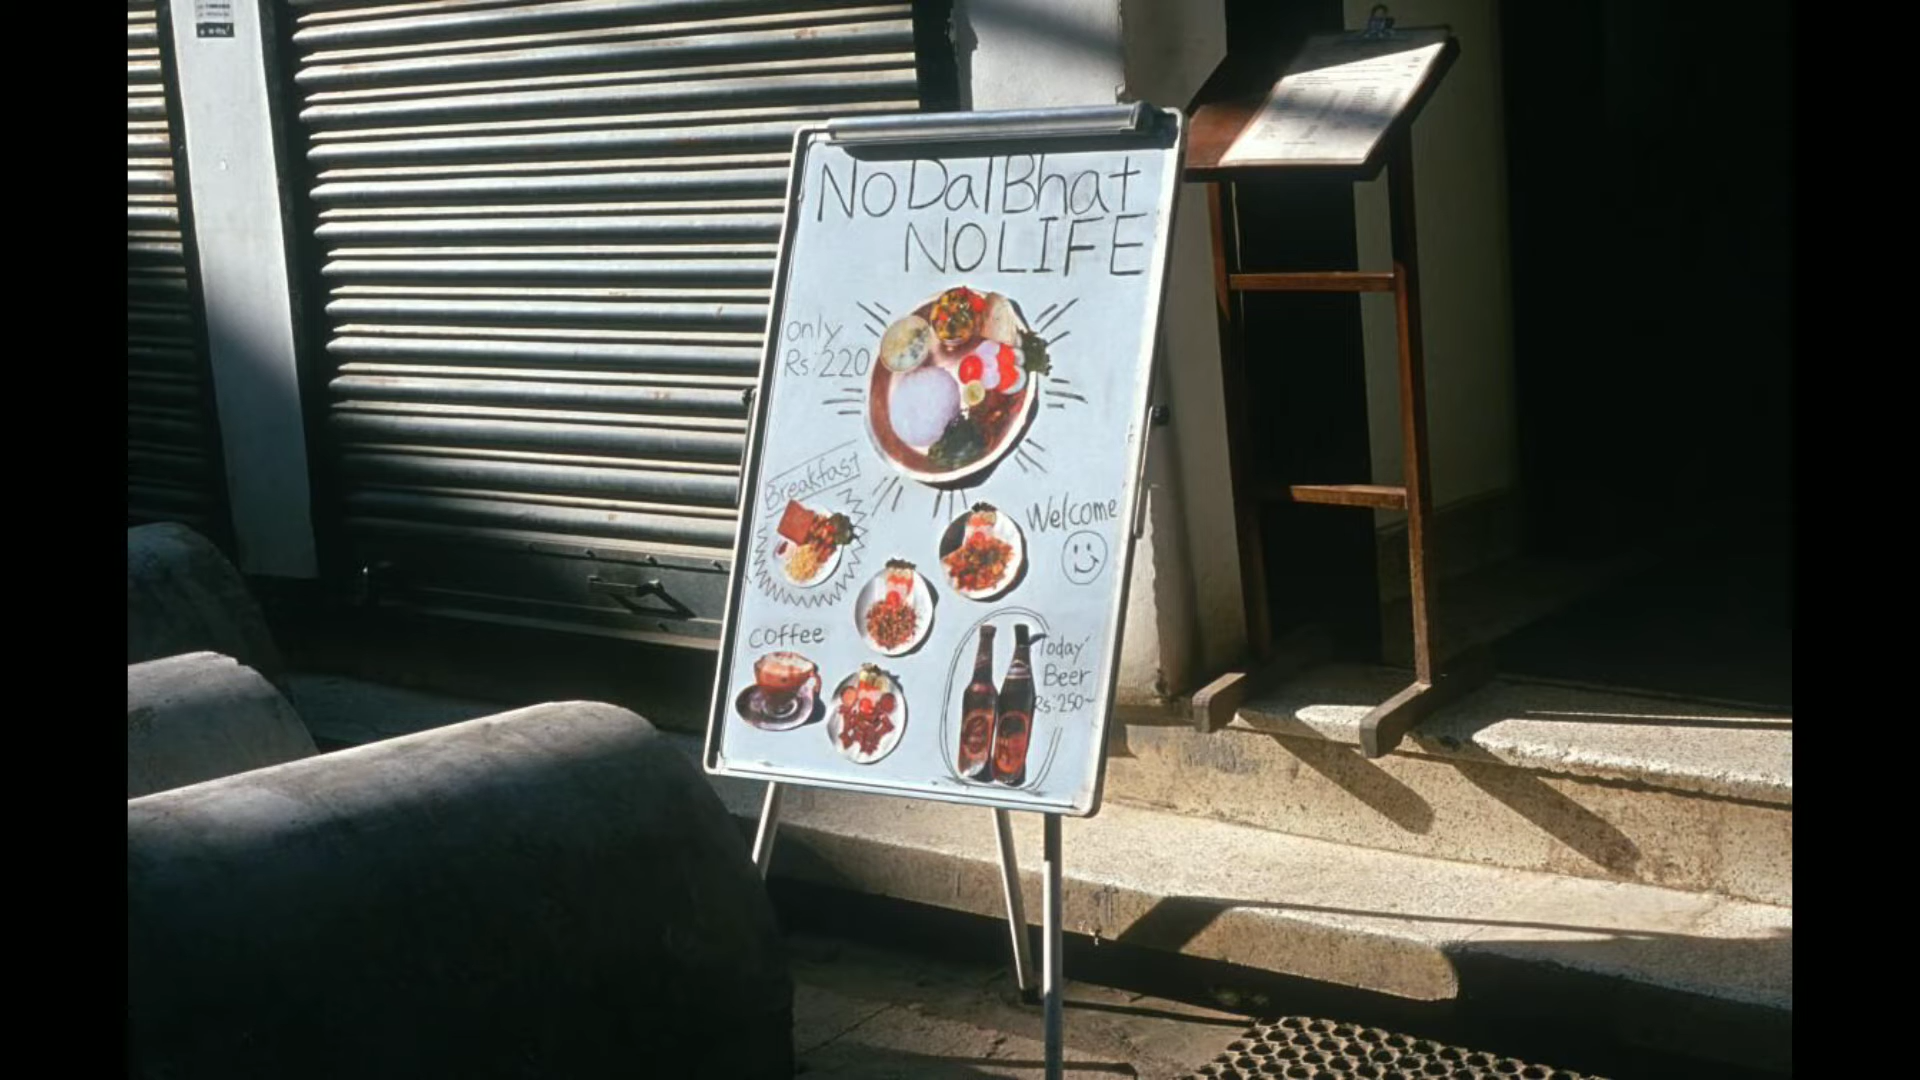 No Dal Bhat
NO LIFE
only
Rs: 220
Breakfast
Welcome
coffee
Today
Beer
Rs: 250~